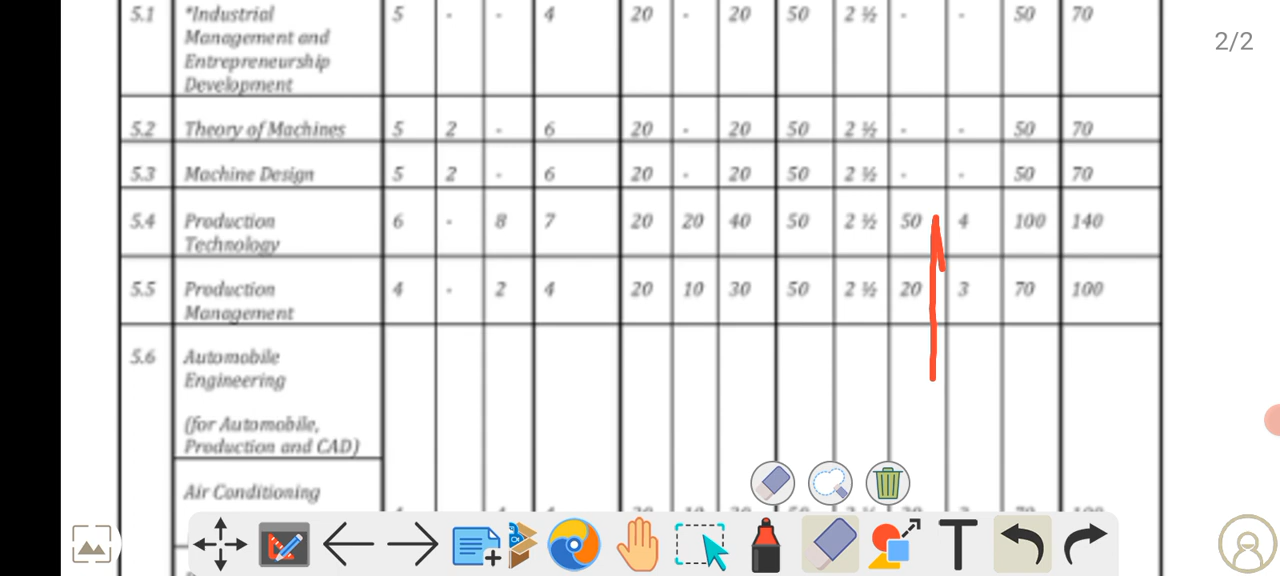 2/2
5.1 *Industrial Management and Entrepreneurship Development 5 - - 4 20 - 20 50 2 ½ - - 50 70
5.2 Theory of Machines 5 2 - 6 20 - 20 50 2 ½ - - 50 70
5.3 Machine Design 5 2 - 6 20 - 20 50 2 ½ - - 50 70
5.4 Production Technology 6 - 8 7 20 20 40 50 2 ½ 50 4 100 140
5.5 Production Management 4 - 2 4 20 10 30 50 2 ½ 20 3 70 100
5.6 Automobile
Engineering
(for Automobile,
Production and CAD)
Air Conditioning
T